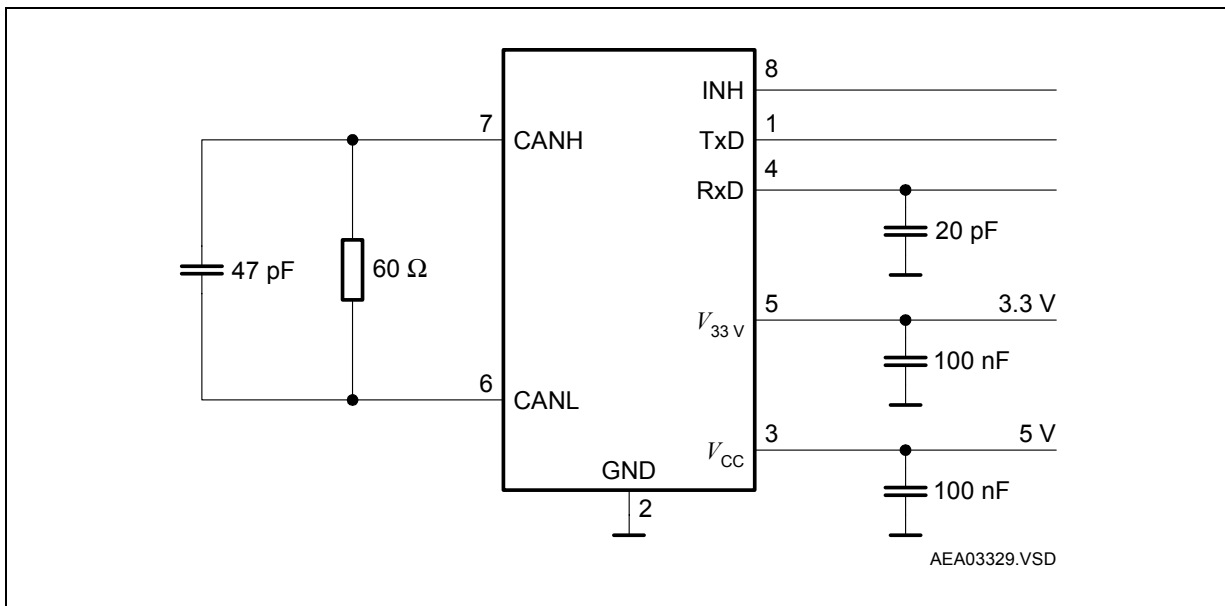 8
INH
1
7
CANH
TxD
4
RxD
20 pF
47 pF
60 Ω
5
3.3 V
V33 V
100 nF
6
CANL
3
5 V
VCC
GND
100 nF
2
AEA03329.VSD